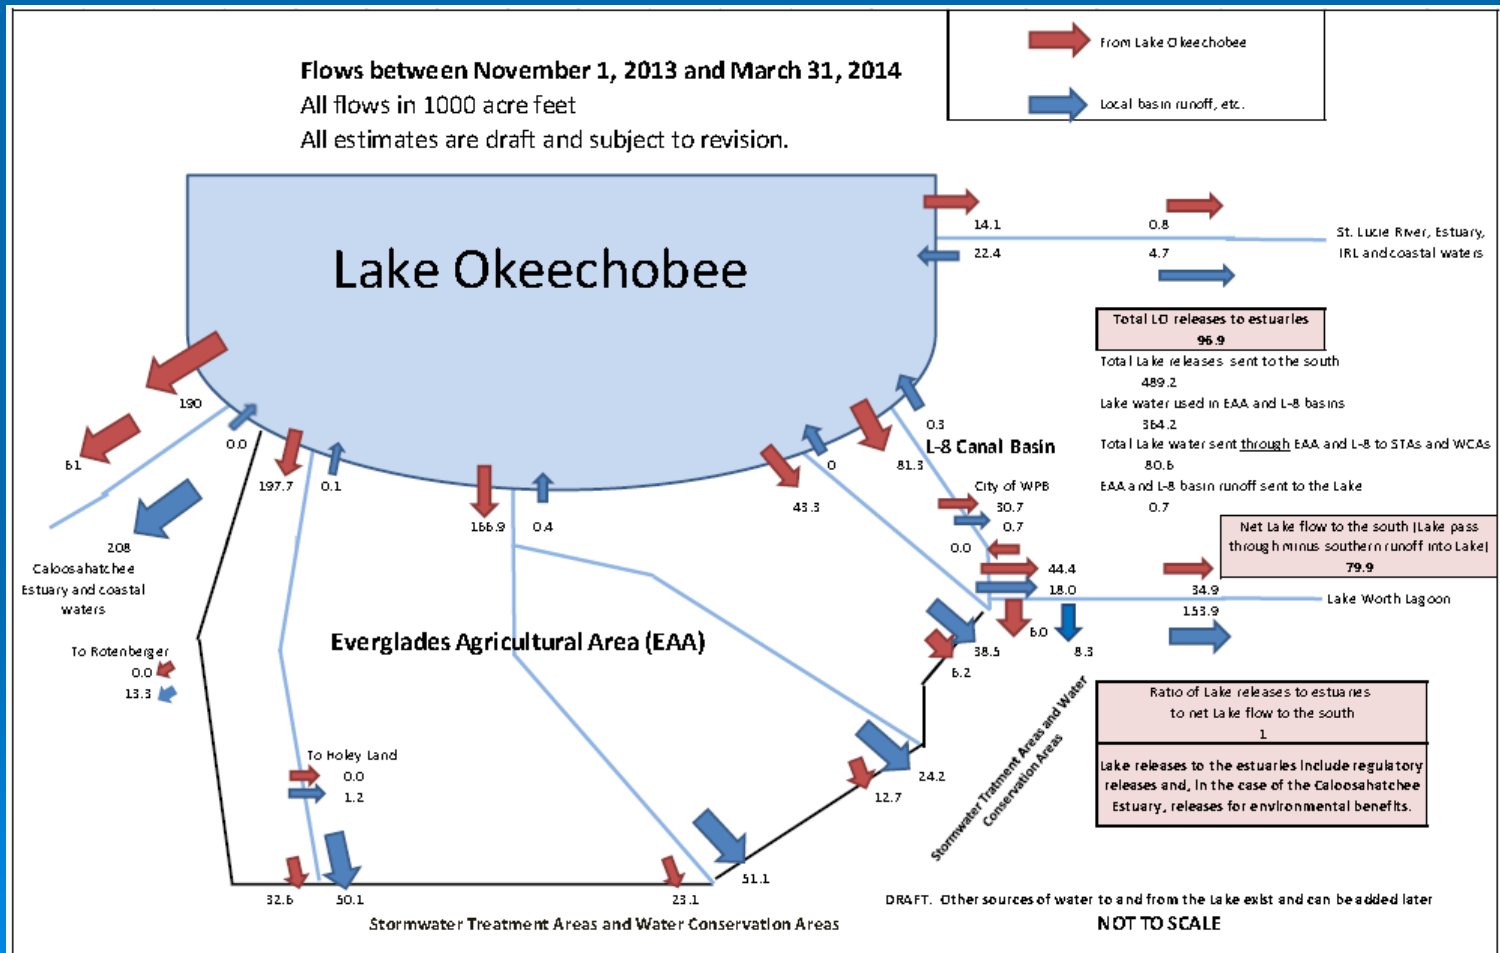 From Lake Okeechobee
Local basin runoff, etc.
Flows between November 1, 2013 and March 31, 2014
All flows in 1000 acre feet
All estimates are draft and subject to revision.
Lake Okeechobee
14.1
22.4
0.8
4.7
St. Lucie River, Estuary,
IRL and coastal waters
Total LO releases to estuaries
96.9
Total Lake releases sent to the south
489.2
Lake water used in EAA and L-8 basins
364.2
Total Lake water sent through EAA and L-8 to STAs and WCAs
80.6
EAA and L-8 basin runoff sent to the Lake
0.7
Net Lake flow to the south (Lake pass
through minus southern runoff into Lake)
79.9
190
0.0
61
208
Caloosahatchee
Estuary and coastal
waters
197.7
0.1
166.9
0.4
43.3
0
81.3
0.3
L-8 Canal Basin
City of WPB
30.7
0.7
0.0
44.4
18.0
34.9
153.9
Lake Worth Lagoon
6.0
8.3
38.5
6.2
Everglades Agricultural Area (EAA)
To Rotenberger
0.0
13.3
To Holey Land
0.0
1.2
24.2
12.7
51.1
23.1
32.6
50.1
Stormwater Treatment Areas and Water Conservation Areas
Stormwater Tratment Areas and Water
Conservation Areas
Ratio of Lake releases to estuaries
to net Lake flow to the south
1
Lake releases to the estuaries include regulatory
releases and, in the case of the Caloosahatchee
Estuary, releases for environmental benefits.
DRAFT. Other sources of water to and from the Lake exist and can be added later
NOT TO SCALE